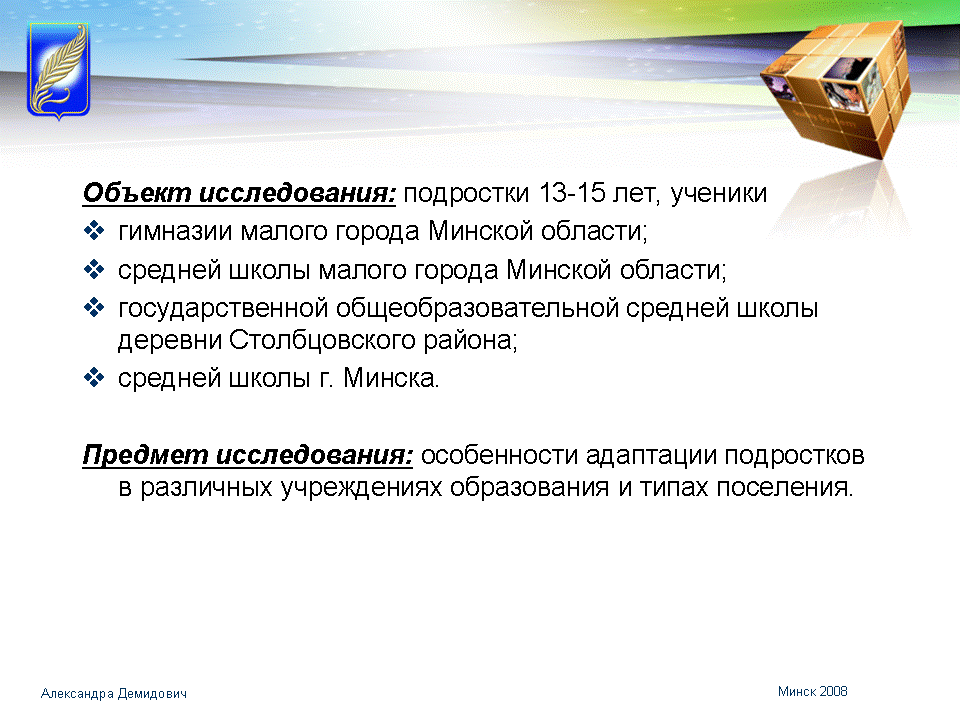 Объект исследования: подростки 13-15 лет, ученики
❖ гимназии малого города Минской области;
❖ средней школы малого города Минской области;
❖ государственной общеобразовательной средней школы
деревни Столбцовского района;
❖ средней школы г. Минска.
Предмет исследования: особенности адаптации подростков
в различных учреждениях образования и типах поселения.
Александра Демидович
Минск 2008